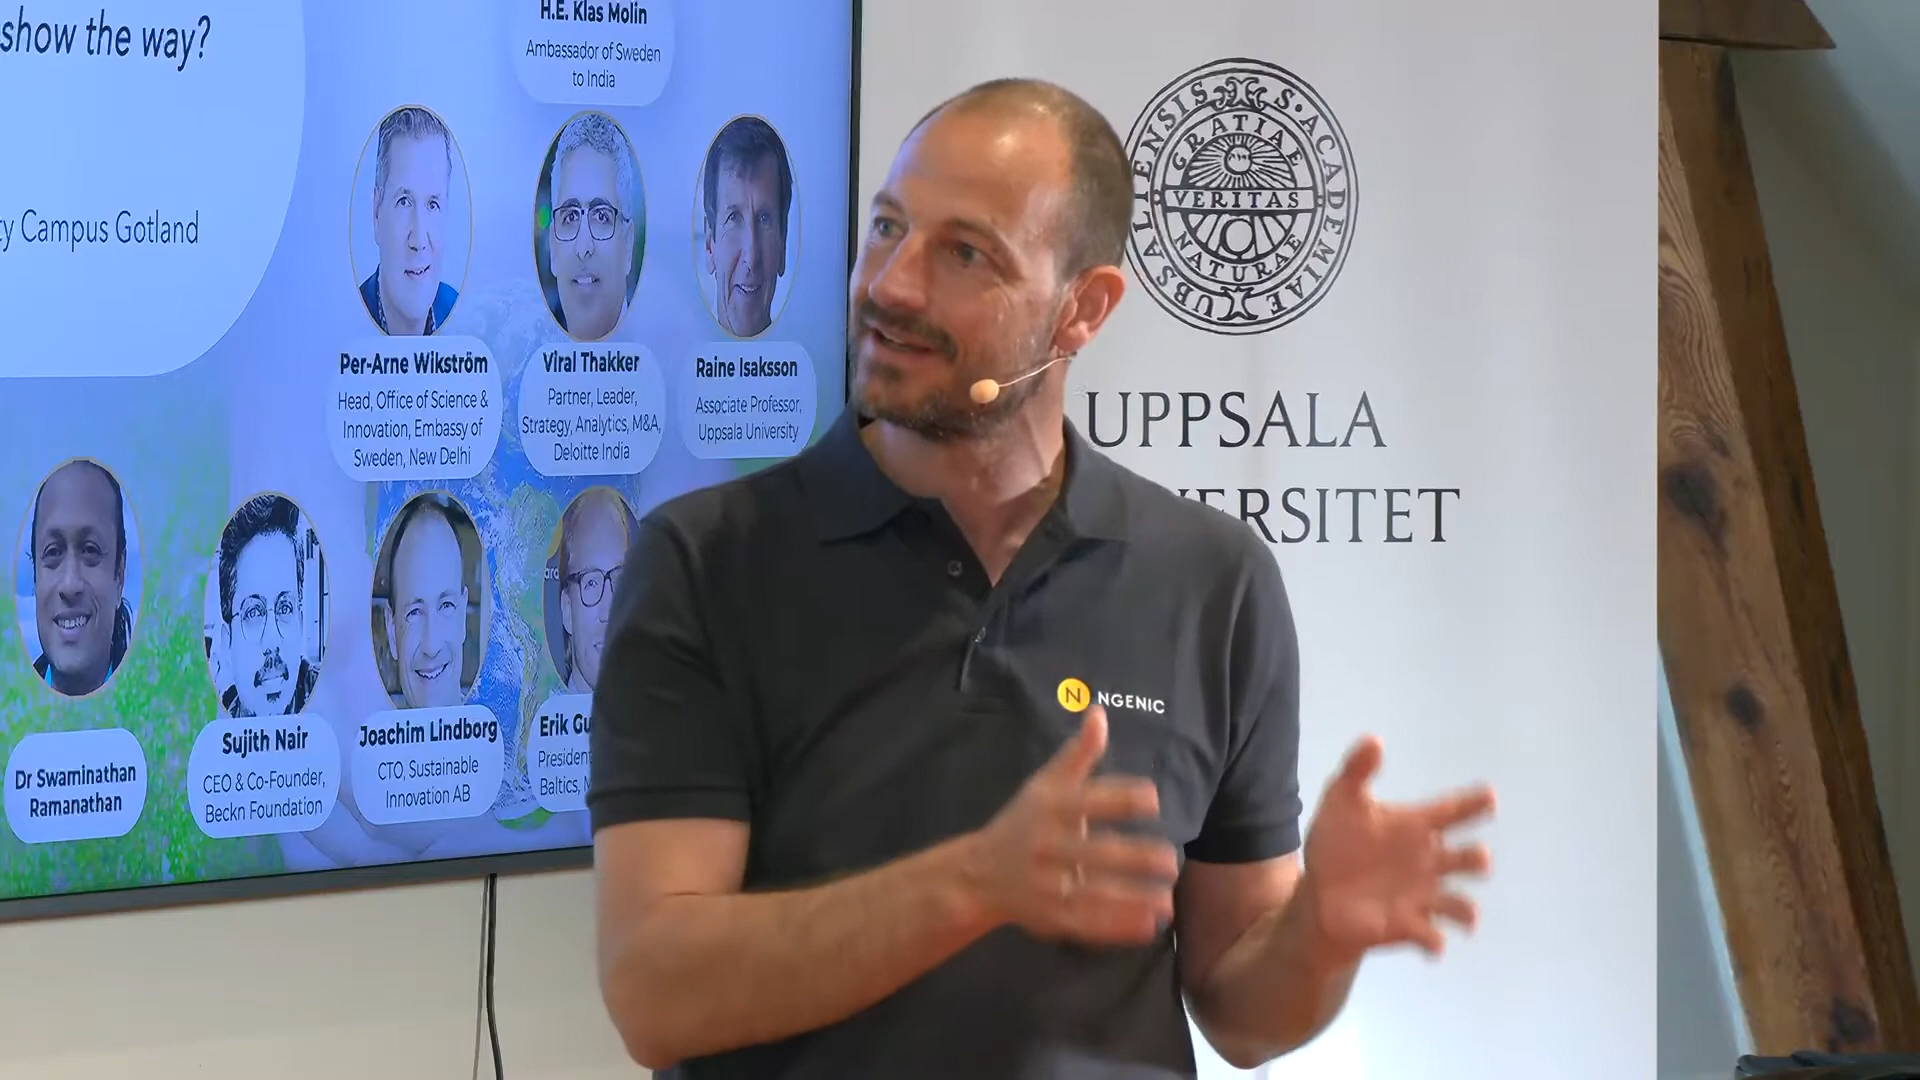 show the way?
Campus Gotland
H.E. Klas Molin
Ambassador of Sweden
to India
Per-Arne Wikström
Head, Office of Science &
Innovation, Embassy of
Sweden, New Delhi
Viral Thakker
Partner, Leader,
Strategy, Analytics, M&A,
Deloitte India
Raine Isaksson
Associate Professor,
Uppsala University
Dr Swaminathan
Ramanathan
Sujith Nair
CEO & Co-Founder,
Beckn Foundation
Joachim Lindborg
CTO, Sustainable
Innovation AB
Erik
President
Baltics,
S·ACADEMIAE UBSALIENSIS
GRATIAE
VERITAS
NATURAE
UPPSALA
ERSITET
N NGENIC